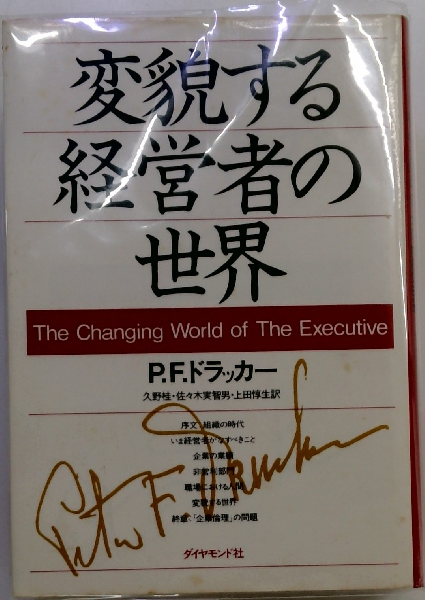 変貌する
経営者の
世界
The Changing World of The Executive
P.F.ドラッカー
久野桂・佐々木実智男・上田惇生訳
序文 組織の時代
いま経営者がなすべきこと
企業の業績
非営利部門
職場における人間
変貌する世界
終章、「企業倫理」の問題
Peter F. Drucker
ダイヤモンド社